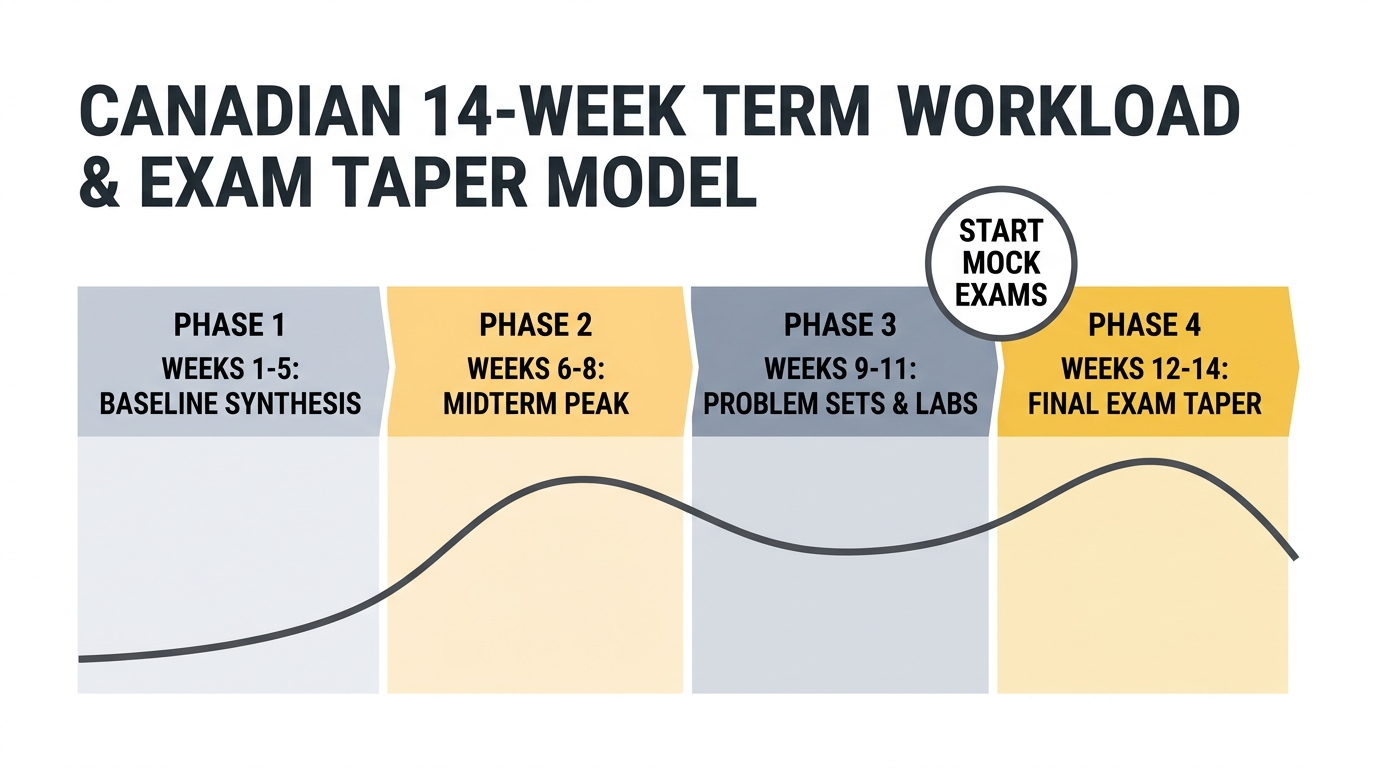 CANADIAN 14-WEEK TERM WORKLOAD
& EXAM TAPER MODEL
START
MOCK
EXAMS
PHASE 1
WEEKS 1-5:
BASELINE SYNTHESIS
PHASE 2
WEEKS 6-8:
MIDTERM PEAK
PHASE 3
WEEKS 9-11:
PROBLEM SETS & LABS
PHASE 4
WEEKS 12-14:
FINAL EXAM TAPER